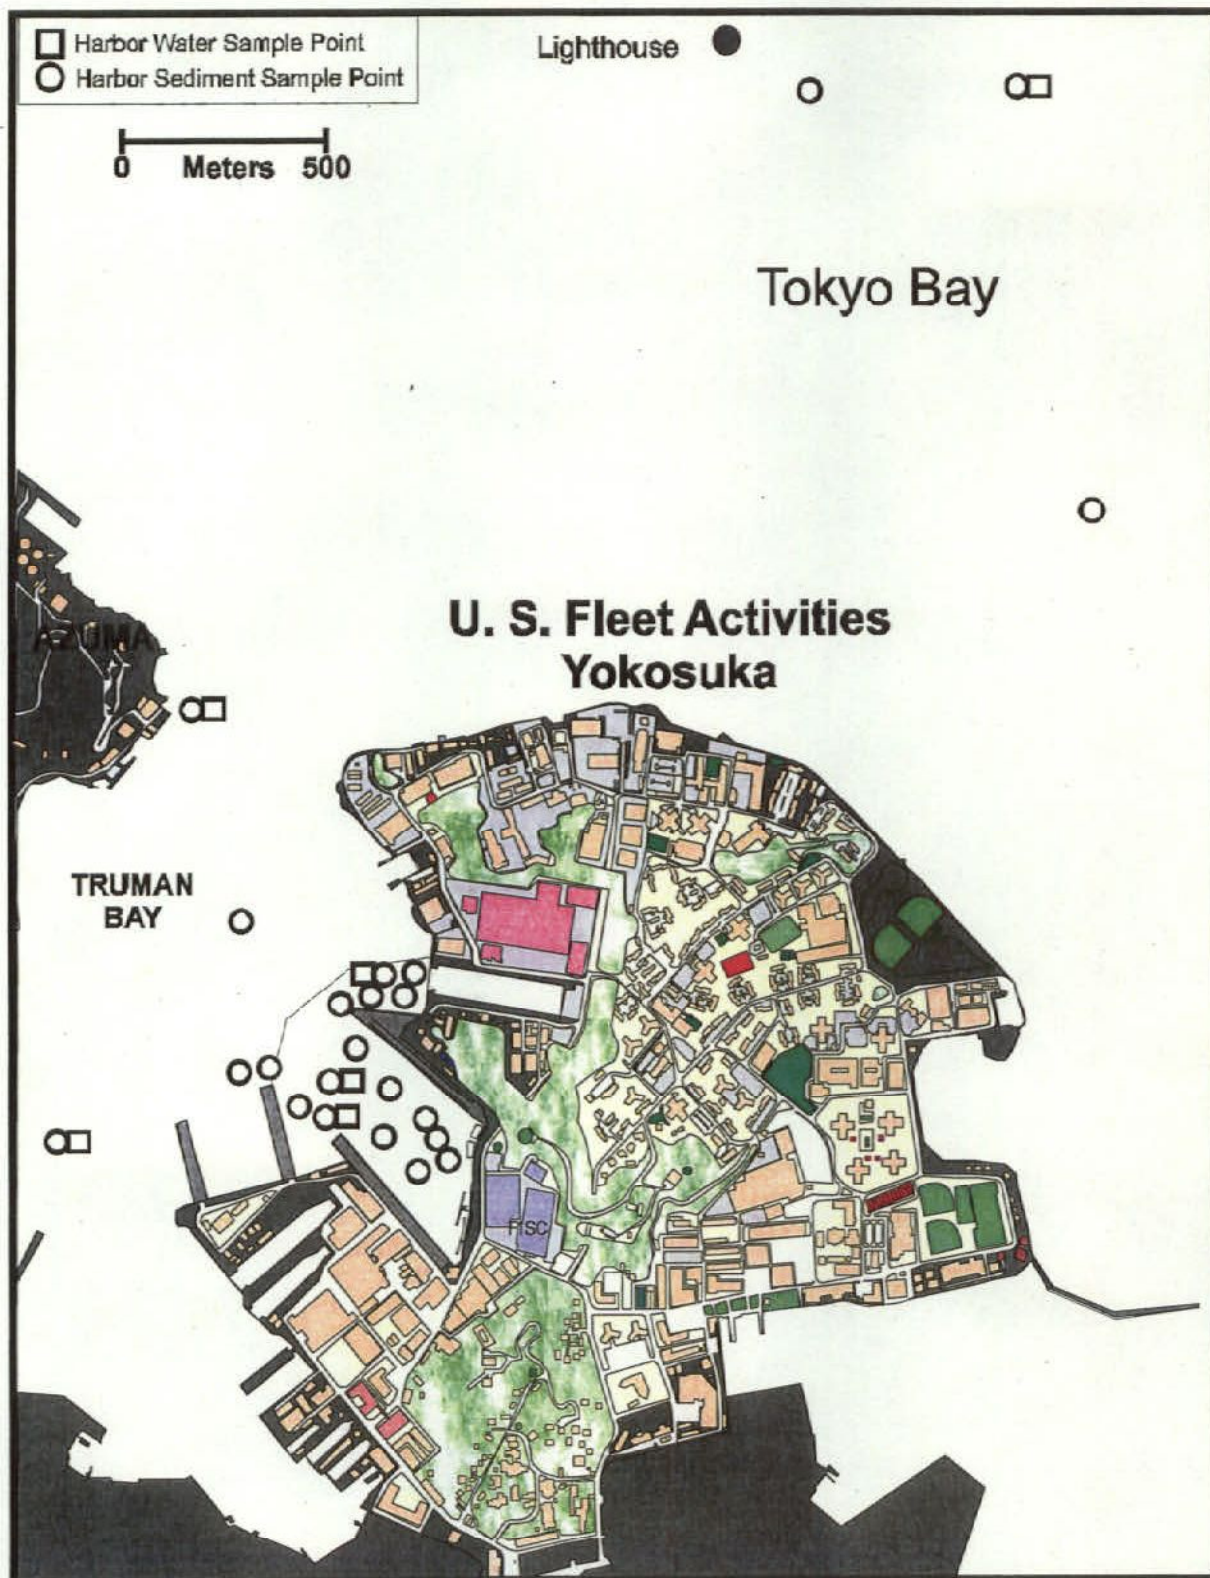 Harbor Water Sample Point
Harbor Sediment Sample Point
Lighthouse
0 Meters 500
Tokyo Bay
U. S. Fleet Activities
Yokosuka
AZUMA
TRUMAN
BAY
FISC